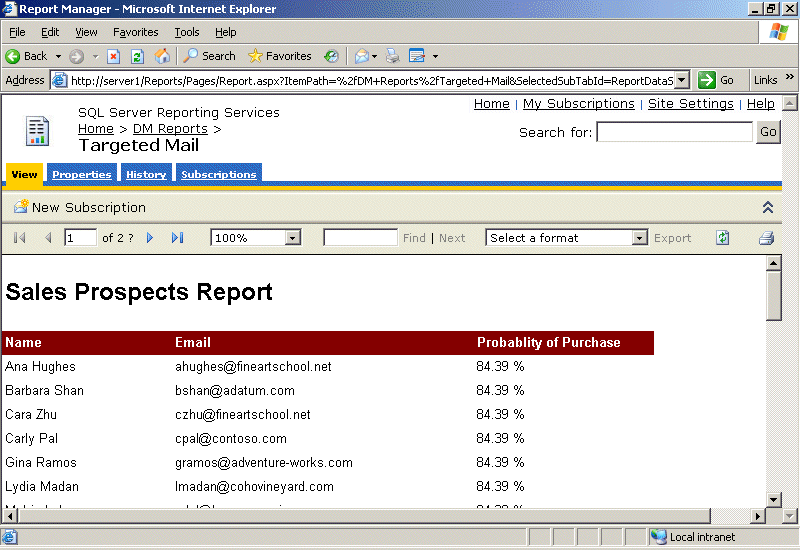 Report Manager - Microsoft Internet Explorer
File Edit View Favorites Tools Help
Back Search Favorites
Address http://server1/Reports/Pages/Report.aspx?ItemPath=%2fDM+Reports%2fTargeted+Mail&SelectedSubTabId=ReportDataS Go Links »
Home | My Subscriptions | Site Settings | Help
SQL Server Reporting Services
Home > DM Reports >
Search for: Go
Targeted Mail
View Properties History Subscriptions
New Subscription
1 of 2 ? 100% Find | Next Select a format Export
Sales Prospects Report
Name Email Probablity of Purchase
Ana Hughes ahughes@fineartschool.net 84.39 %
Barbara Shan bshan@adatum.com 84.39 %
Cara Zhu czhu@fineartschool.net 84.39 %
Carly Pal cpal@contoso.com 84.39 %
Gina Ramos gramos@adventure-works.com 84.39 %
Lydia Madan lmadan@cohovineyard.com 84.39 %
Local intranet